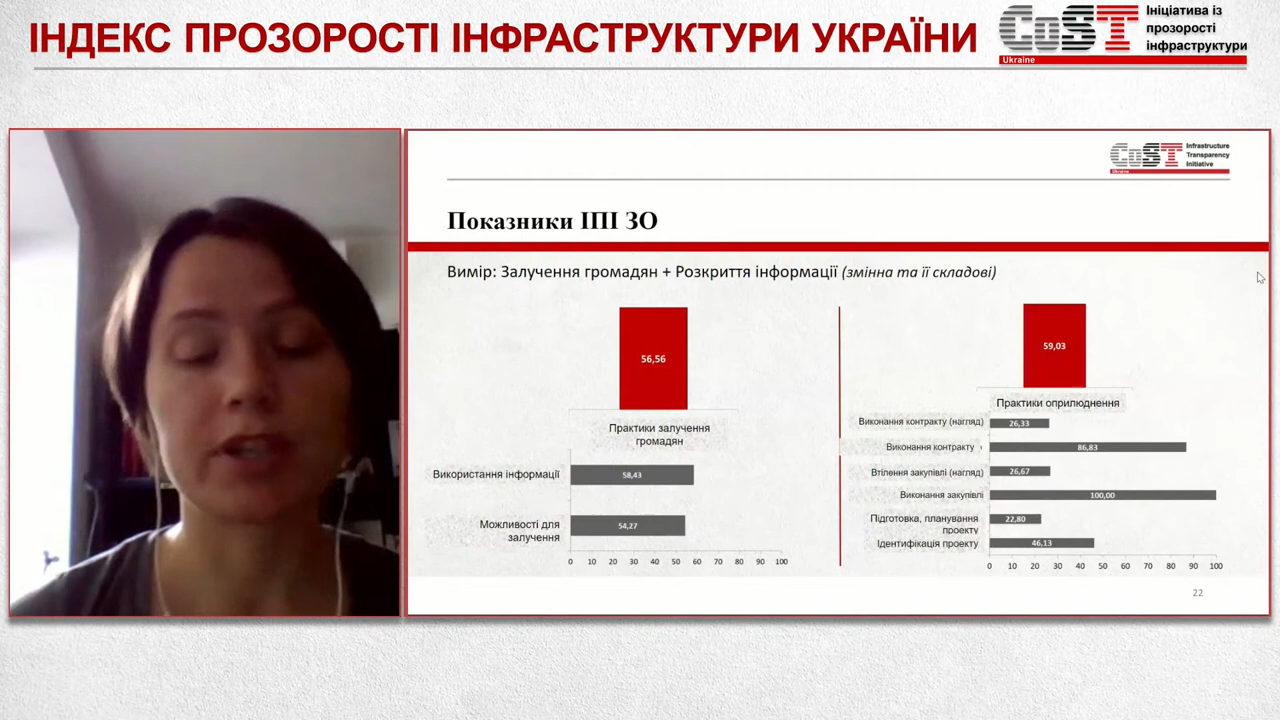 ІНДЕКС ПРОЗОРОСТІ ІНФРАСТРУКТУРИ УКРАЇНИ
CoST
Ukraine
Ініціатива із
прозорості
інфраструктури
CoST
Ukraine
Infrastructure
Transparency
Initiative
Показники ІПІ ЗО
Вимір: Залучення громадян + Розкриття інформації (змінна та її складові)
56,56
Практики залучення
громадян
Використання інформації
58,43
Можливості для
залучення
54,27
0 10 20 30 40 50 60 70 80 90 100
59,03
Практики оприлюднення
Виконання контракту (нагляд)
26,33
Виконання контракту
86,83
Втілення закупівлі (нагляд)
26,67
Виконання закупівлі
100,00
Підготовка, планування
проекту
22,80
Ідентифікація проекту
46,13
0 10 20 30 40 50 60 70 80 90 100
22